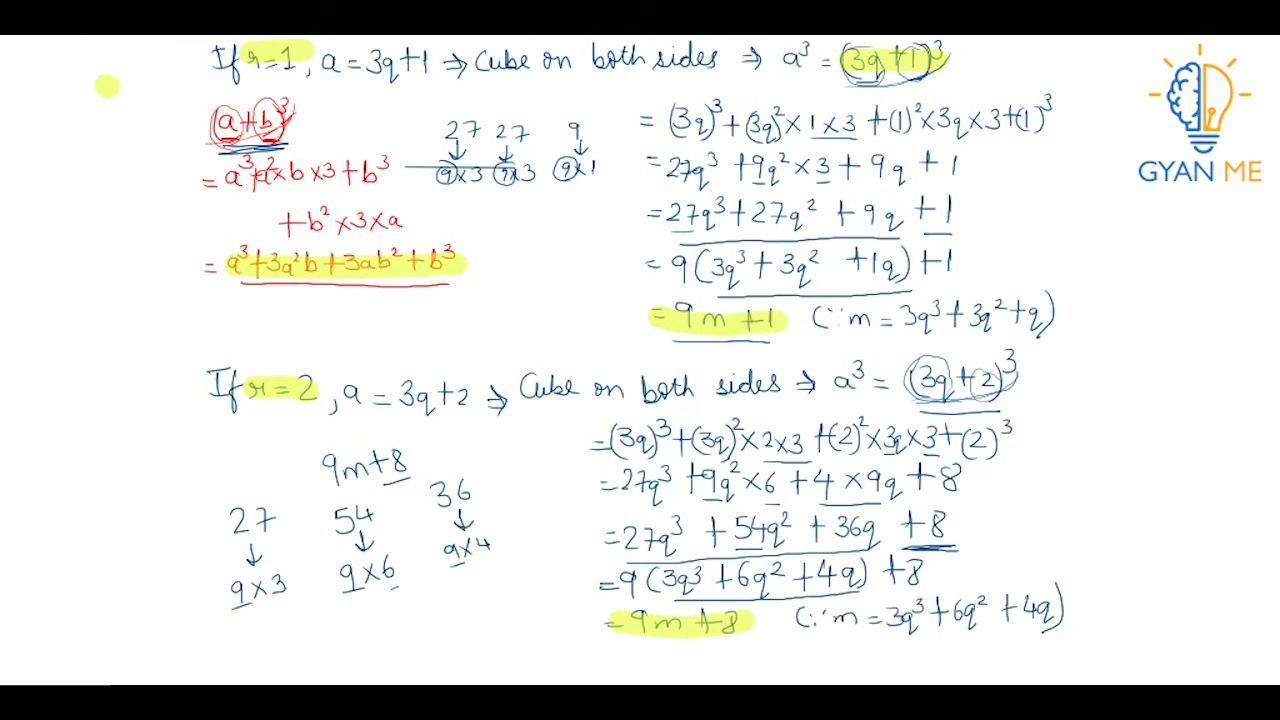 If r=1, a = 3q+1 ⇒ Cube on both sides ⇒ a³ = (3q+1)³
(a+b)³
= a³+a²×b×3+b³
+b²×3×a
= a³+3a²b+3ab²+b³
27 27 9
↓ ↓ ↓
9×3 9×3 9×1
= (3q)³+(3q)²×1×3+(1)²×3q×3+(1)³
= 27q³ +9q²×3+9q+1
= 27q³+27q²+9q+1
= 9(3q³+3q²+1q)+1
= 9m+1 (∵m=3q³+3q²+q)
GYAN ME
If r=2, a = 3q+2 ⇒ Cube on both sides ⇒ a³ = (3q+2)³
= (3q)³+(3q)²×2×3+(2)²×3q×3+(2)³
= 27q³ +9q²×6+4×9q+8
= 27q³ +54q²+36q+8
= 9(3q³+6q²+4q)+8
= 9m+8 (∵m=3q³+6q²+4q)
9m+8
27 54 36
↓ ↓ ↓
9×3 9×6 9×4